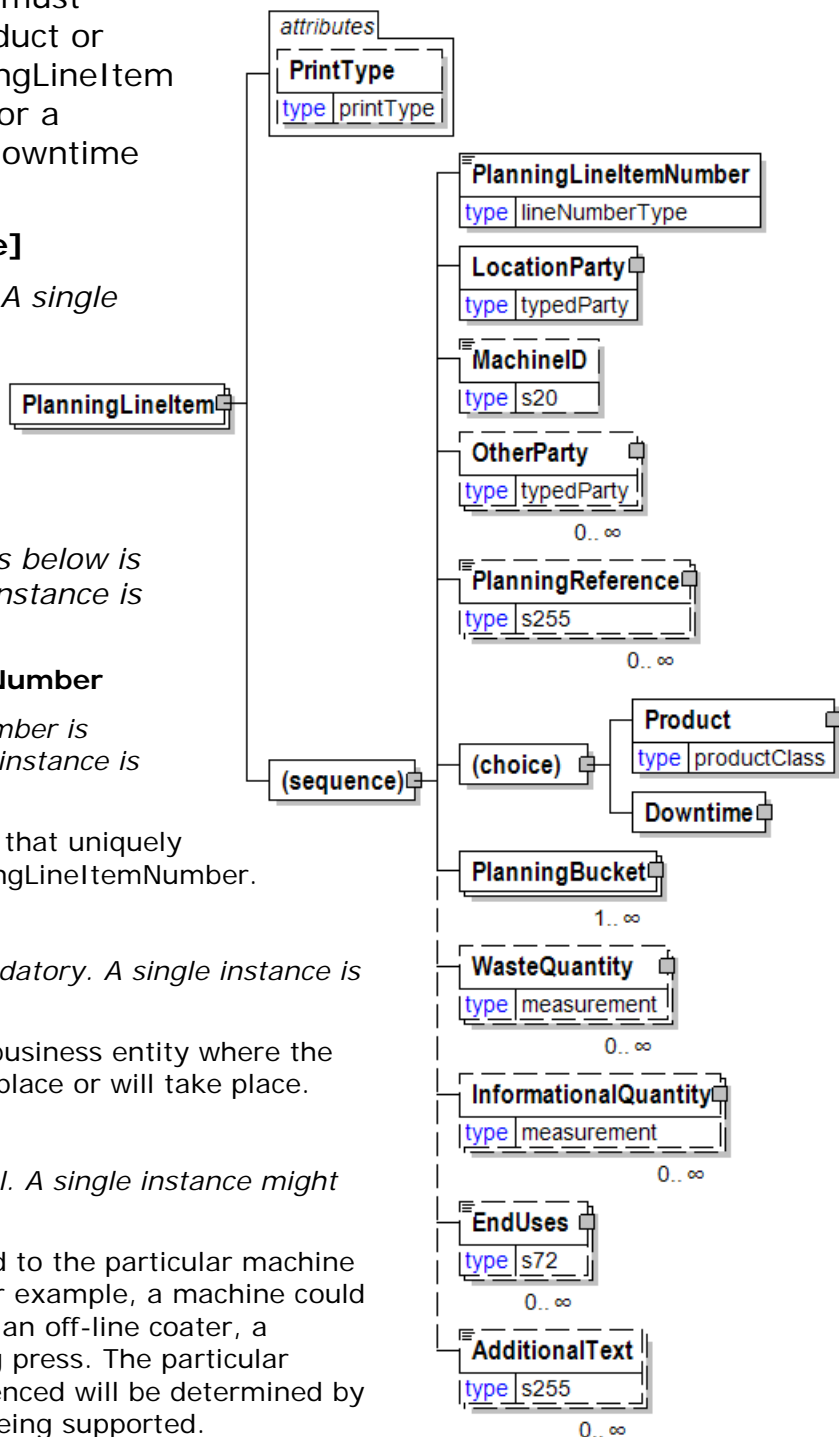 must
duct or
ngLineItem
or a
owntime
e]
A single
s below is
nstance is
Number
mber is
instance is
that uniquely
ngLineItemNumber.
datory. A single instance is
business entity where the
place or will take place.
l. A single instance might
d to the particular machine
r example, a machine could
an off-line coater, a
g press. The particular
enced will be determined by
eing supported.
PlanningLineItem
attributes
PrintType
type printType
(sequence)
PlanningLineItemNumber
type lineNumberType
LocationParty
type typedParty
MachineID
type s20
OtherParty
type typedParty
0.. ∞
PlanningReference
type s255
0.. ∞
(choice)
Product
type productClass
Downtime
PlanningBucket
1.. ∞
WasteQuantity
type measurement
0.. ∞
InformationalQuantity
type measurement
0.. ∞
EndUses
type s72
0.. ∞
AdditionalText
type s255
0.. ∞